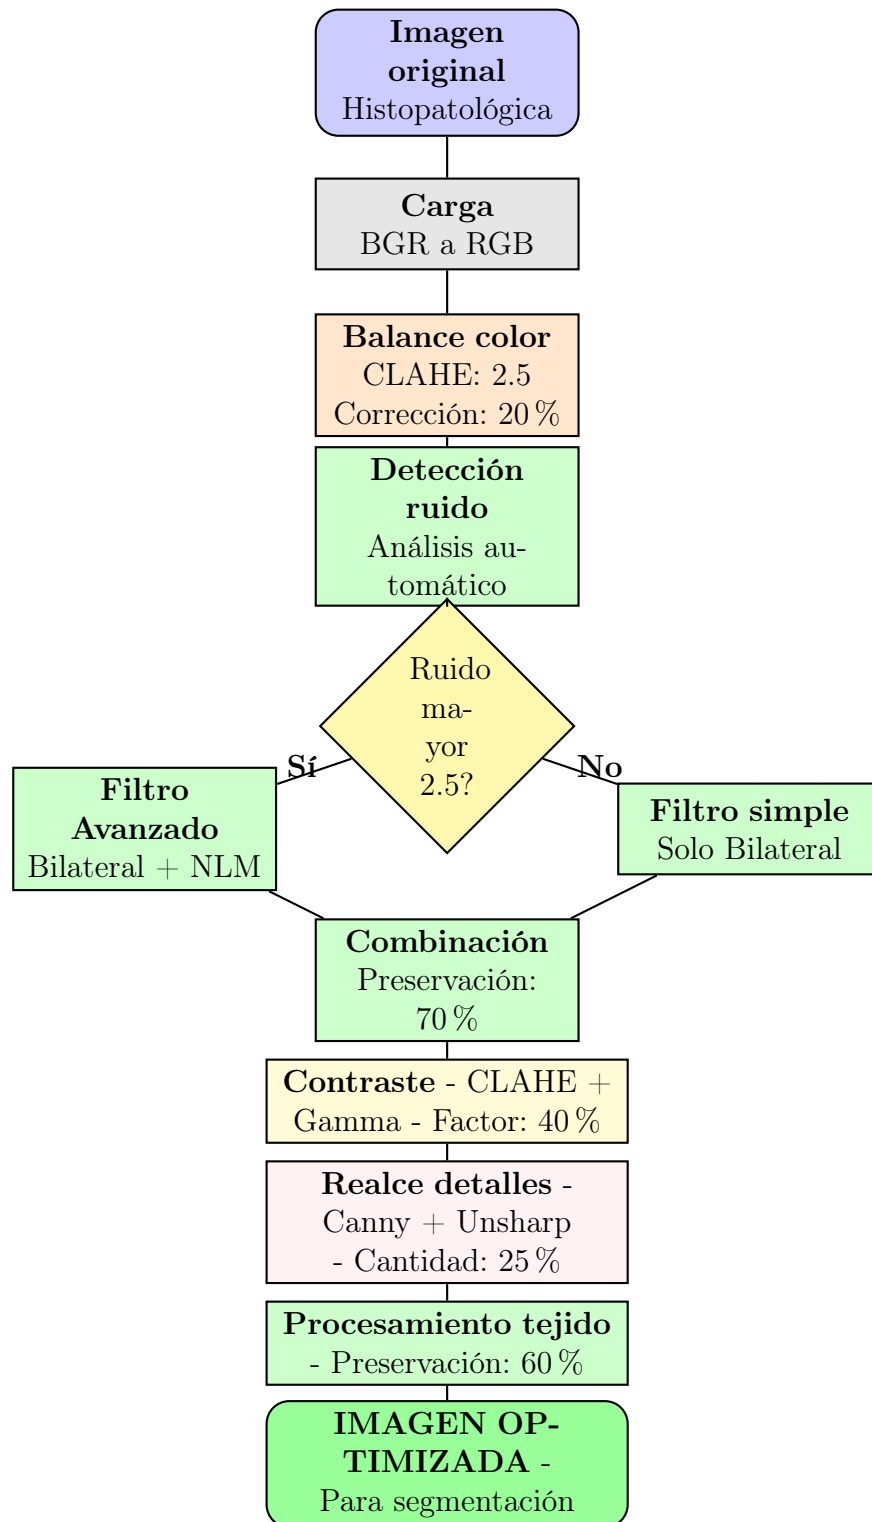 Imagen
original
Histopatológica
Carga
BGR a RGB
Balance color
CLAHE: 2.5
Corrección: 20 %
Detección
ruido
Análisis au-
tomático
Ruido
ma-
yor
2.5?
Sí
No
Filtro
Avanzado
Bilateral + NLM
Filtro simple
Solo Bilateral
Combinación
Preservación:
70 %
Contraste - CLAHE +
Gamma - Factor: 40 %
Realce detalles -
Canny + Unsharp
- Cantidad: 25 %
Procesamiento tejido
- Preservación: 60 %
IMAGEN OP-
TIMIZADA -
Para segmentación